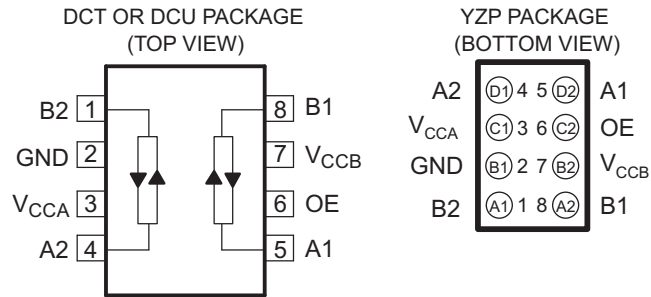 DCT OR DCU PACKAGE
(TOP VIEW)
B2 1 8 B1
GND 2 7 VCCB
VCCA 3 6 OE
A2 4 5 A1
YZP PACKAGE
(BOTTOM VIEW)
A2 D1 4 5 D2 A1
VCCA C1 3 6 C2 OE
GND B1 2 7 B2 VCCB
B2 A1 1 8 A2 B1